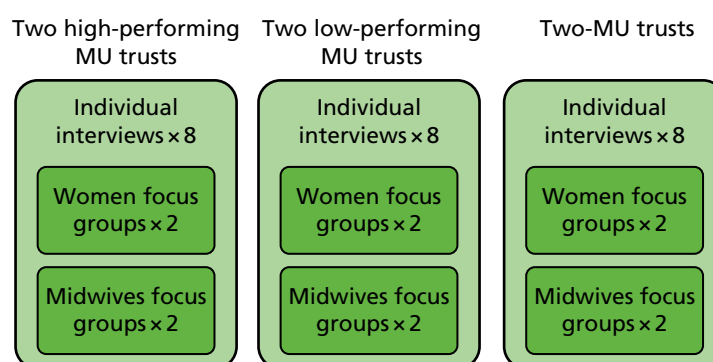 Two high-performing
MU trusts
Individual
interviews × 8
Women focus
groups × 2
Midwives focus
groups × 2
Two low-performing
MU trusts
Individual
interviews × 8
Women focus
groups × 2
Midwives focus
groups × 2
Two-MU trusts
Individual
interviews × 8
Women focus
groups × 2
Midwives focus
groups × 2